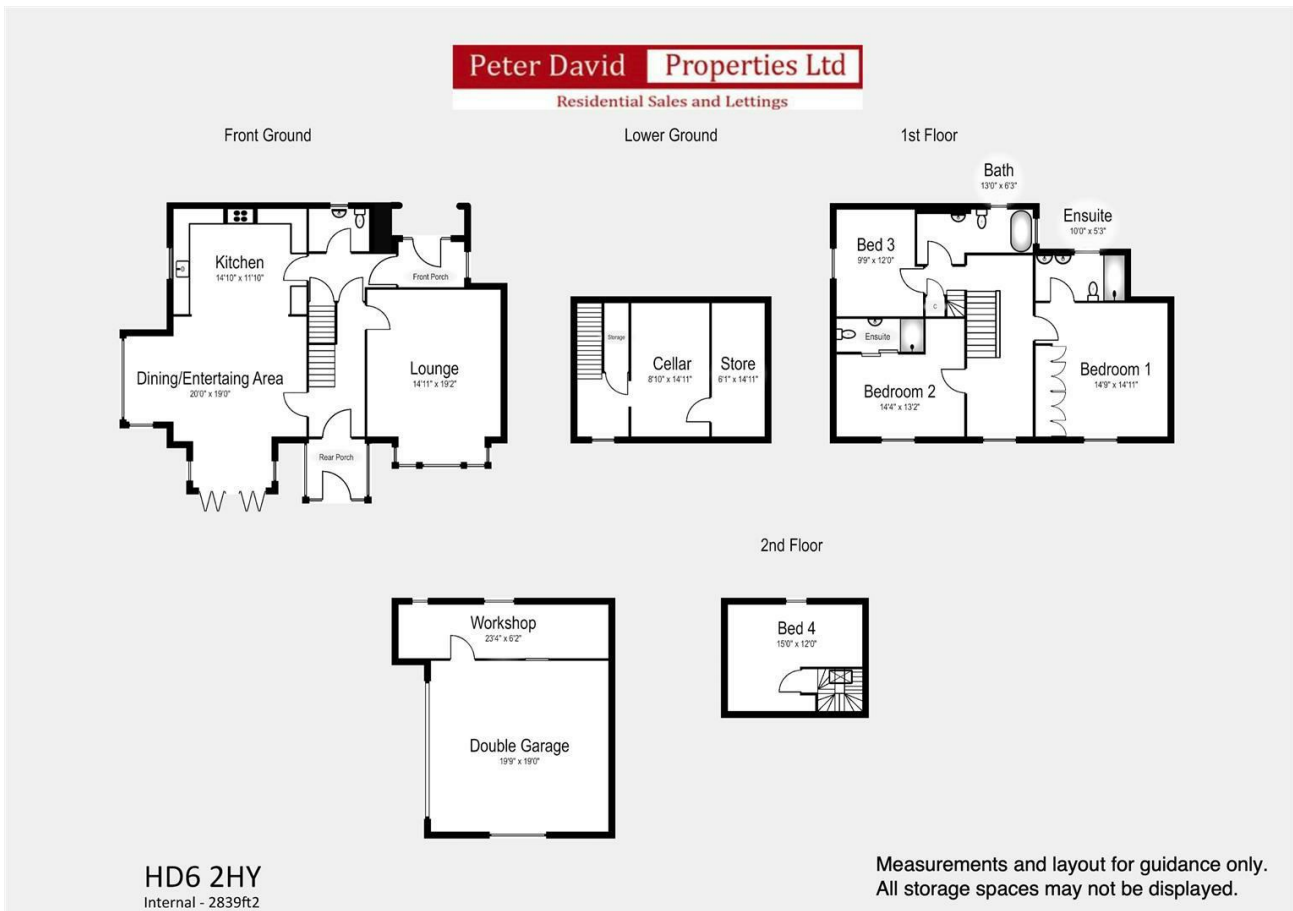 Peter David Properties Ltd
Residential Sales and Lettings
Front Ground
Lower Ground
1st Floor
Kitchen
14'10" x 11'10"
Front Porch
Dining/Entertaing Area
20'0" x 19'0"
Lounge
14'11" x 19'2"
Rear Porch
Storage
Cellar
8'10" x 14'11"
Store
6'1" x 14'11"
Bath
13'0" x 6'3"
Ensuite
10'0" x 5'3"
Bed 3
9'9" x 12'0"
C
Ensuite
Bedroom 2
14'4" x 13'2"
Bedroom 1
14'9" x 14'11"
2nd Floor
Workshop
23'4" x 6'2"
Double Garage
19'9" x 19'0"
Bed 4
15'0" x 12'0"
HD6 2HY
Internal - 2839ft2
Measurements and layout for guidance only.
All storage spaces may not be displayed.